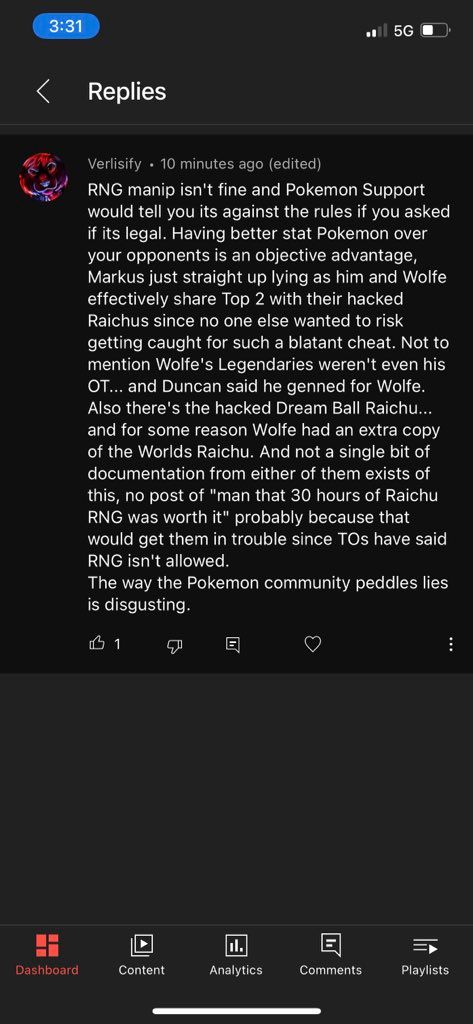 3:31
5G
Replies
Verlisify • 10 minutes ago (edited)
RNG manip isn't fine and Pokemon Support
would tell you its against the rules if you asked
if its legal. Having better stat Pokemon over
your opponents is an objective advantage,
Markus just straight up lying as him and Wolfe
effectively share Top 2 with their hacked
Raichus since no one else wanted to risk
getting caught for such a blatant cheat. Not to
mention Wolfe's Legendaries weren't even his
OT... and Duncan said he genned for Wolfe.
Also there's the hacked Dream Ball Raichu...
and for some reason Wolfe had an extra copy
of the Worlds Raichu. And not a single bit of
documentation from either of them exists of
this, no post of "man that 30 hours of Raichu
RNG was worth it" probably because that
would get them in trouble since TOs have said
RNG isn't allowed.
The way the Pokemon community peddles lies
is disgusting.
1
Dashboard Content Analytics Comments Playlists